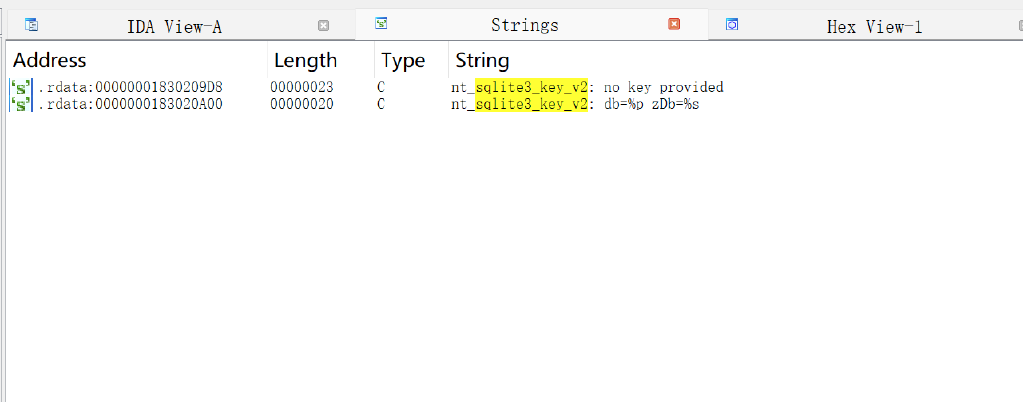 IDA View-A Strings Hex View-1
Address Length Type String
.rdata:00000001830209D8 00000023 C nt_sqlite3_key_v2: no key provided
.rdata:0000000183020A00 00000020 C nt_sqlite3_key_v2: db=%p zDb=%s